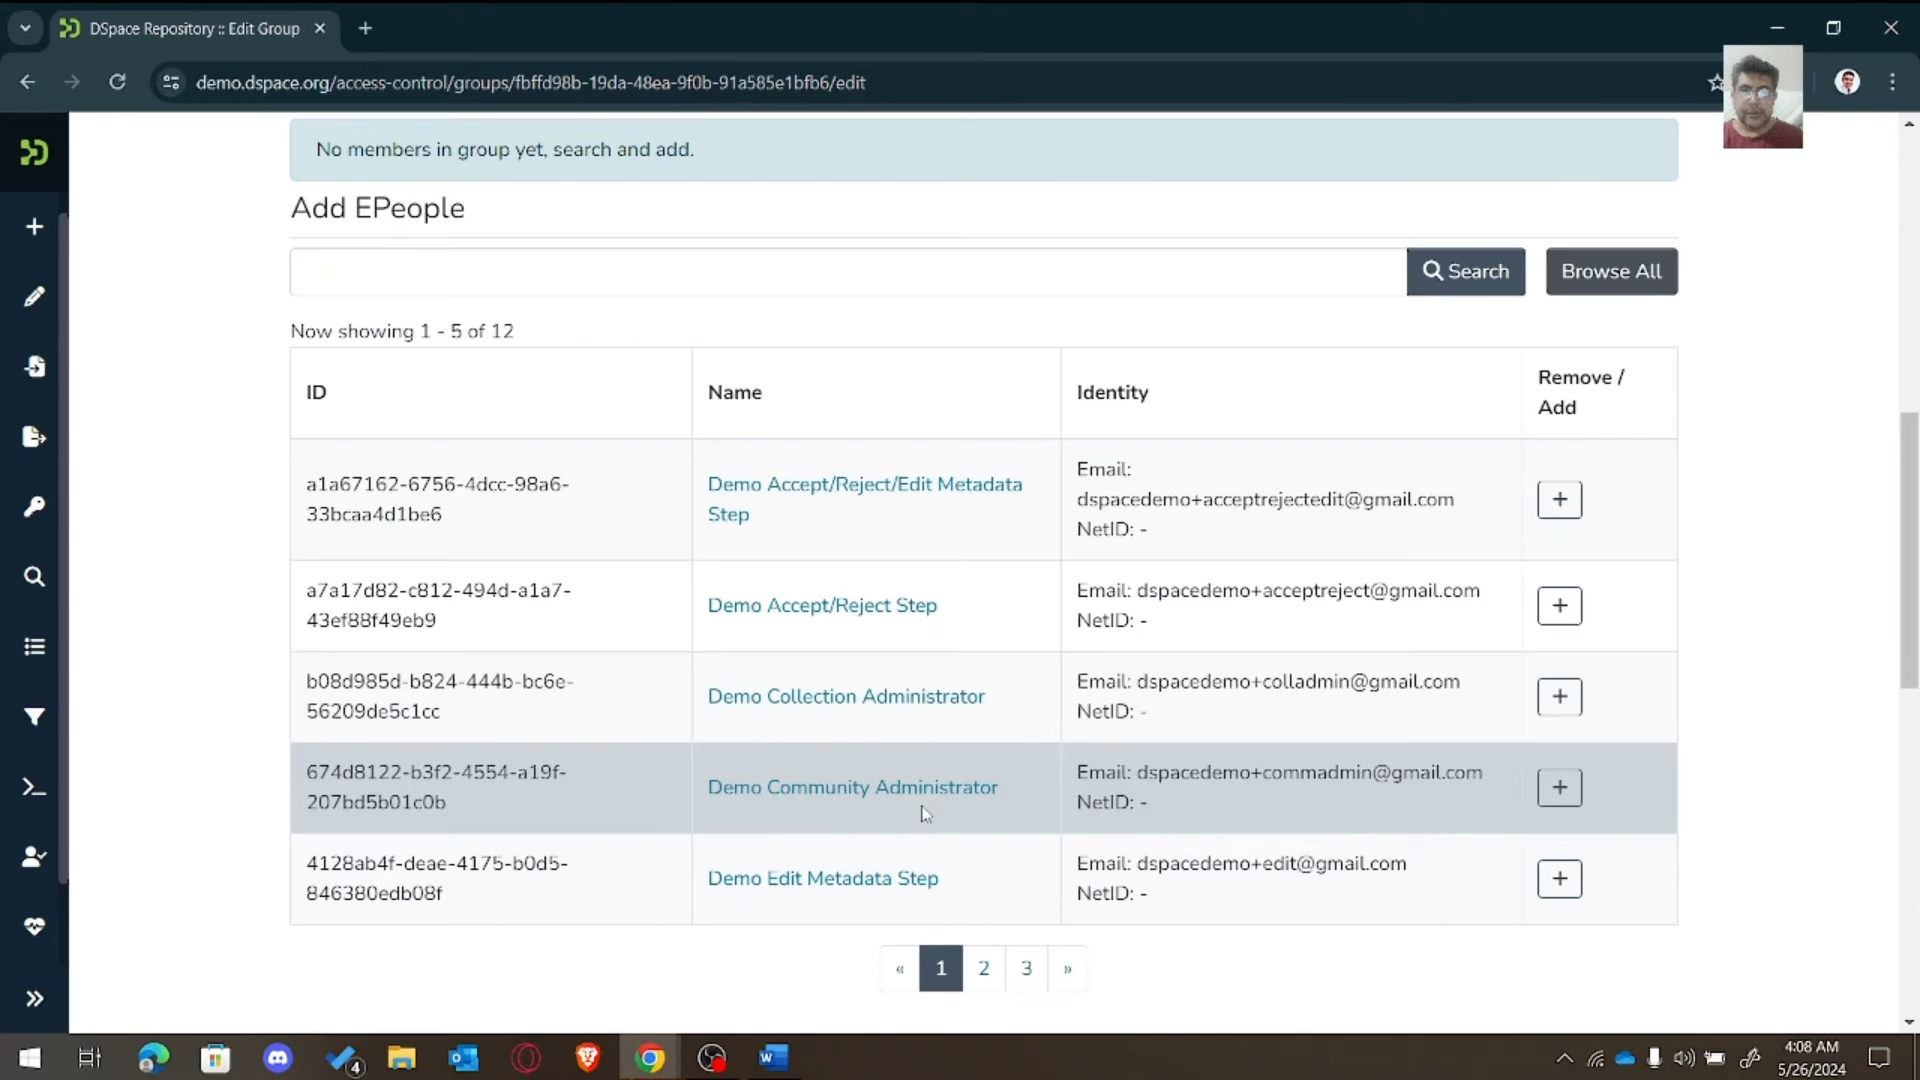 DSpace Repository :: Edit Group
demo.dspace.org/access-control/groups/fbffd98b-19da-48ea-9f0b-91a585e1bfb6/edit
No members in group yet, search and add.
Add EPeople
Search
Browse All
Now showing 1 - 5 of 12
ID
Name
Identity
Remove /
Add
a1a67162-6756-4dcc-98a6-
33bcaa4d1be6
Demo Accept/Reject/Edit Metadata
Step
Email:
dspacedemo+acceptrejectedit@gmail.com
NetID: -
a7a17d82-c812-494d-a1a7-
43ef88f49eb9
Demo Accept/Reject Step
Email: dspacedemo+acceptreject@gmail.com
NetID: -
b08d985d-b824-444b-bc6e-
56209de5c1cc
Demo Collection Administrator
Email: dspacedemo+colladmin@gmail.com
NetID: -
674d8122-b3f2-4554-a19f-
207bd5b01c0b
Demo Community Administrator
Email: dspacedemo+commadmin@gmail.com
NetID: -
4128ab4f-deae-4175-b0d5-
846380edb08f
Demo Edit Metadata Step
Email: dspacedemo+edit@gmail.com
NetID: -
« 1 2 3 »
4
4:08 AM
5/26/2024